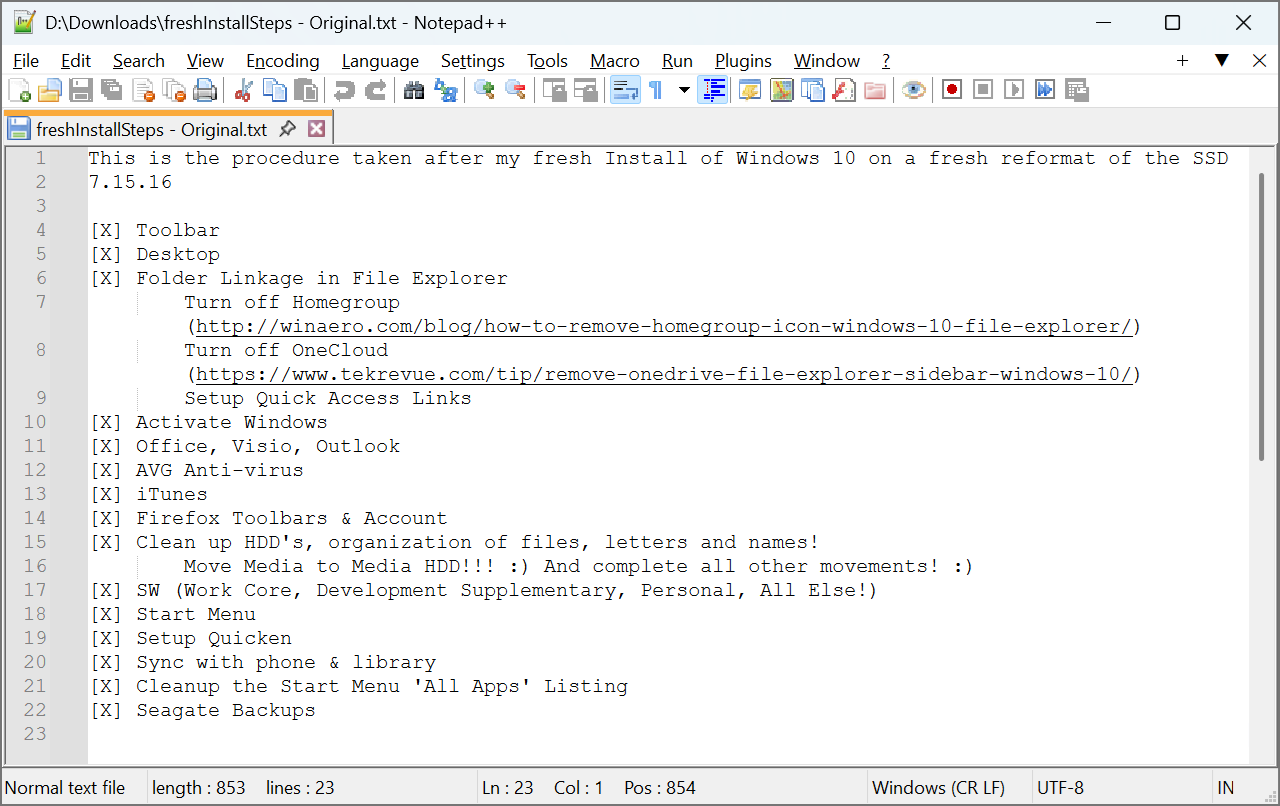 D:\Downloads\freshInstallSteps - Original.txt - Notepad++
File Edit Search View Encoding Language Settings Tools Macro Run Plugins Window ?
freshInstallSteps - Original.txt
1 This is the procedure taken after my fresh Install of Windows 10 on a fresh reformat of the SSD
2 7.15.16
3
4 [X] Toolbar
5 [X] Desktop
6 [X] Folder Linkage in File Explorer
7 Turn off Homegroup
(http://winaero.com/blog/how-to-remove-homegroup-icon-windows-10-file-explorer/)
8 Turn off OneCloud
(https://www.tekrevue.com/tip/remove-onedrive-file-explorer-sidebar-windows-10/)
9 Setup Quick Access Links
10 [X] Activate Windows
11 [X] Office, Visio, Outlook
12 [X] AVG Anti-virus
13 [X] iTunes
14 [X] Firefox Toolbars & Account
15 [X] Clean up HDD's, organization of files, letters and names!
16 Move Media to Media HDD!!! :) And complete all other movements! :)
17 [X] SW (Work Core, Development Supplementary, Personal, All Else!)
18 [X] Start Menu
19 [X] Setup Quicken
20 [X] Sync with phone & library
21 [X] Cleanup the Start Menu 'All Apps' Listing
22 [X] Seagate Backups
23
Normal text file length : 853 lines : 23 Ln : 23 Col : 1 Pos : 854 Windows (CR LF) UTF-8 IN